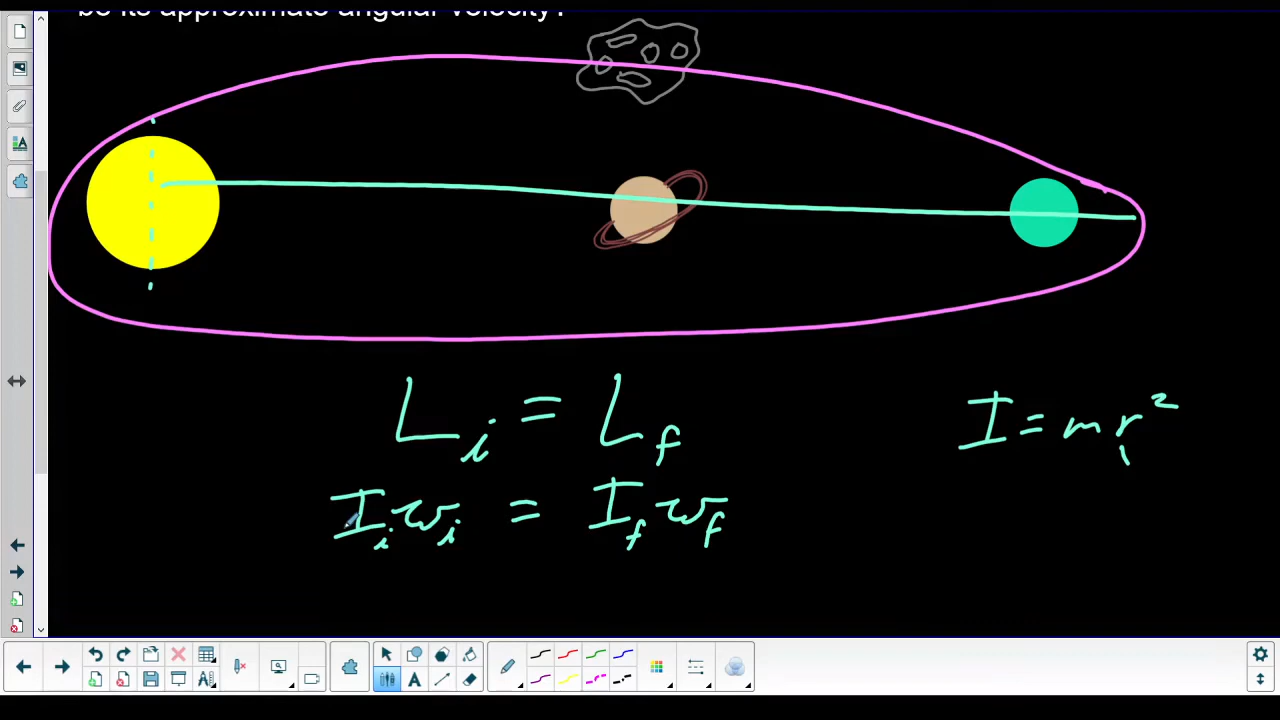 be its approximate angular velocity?
L_i = L_f
I = mr²
I_i ω_i = I_f ω_f